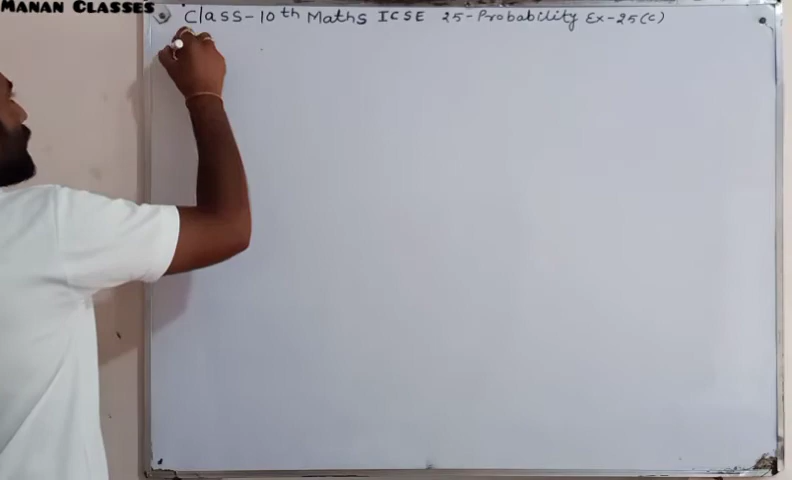 MANAN CLASSES
Class-10th Maths ICSE 25-Probability Ex-25(C)